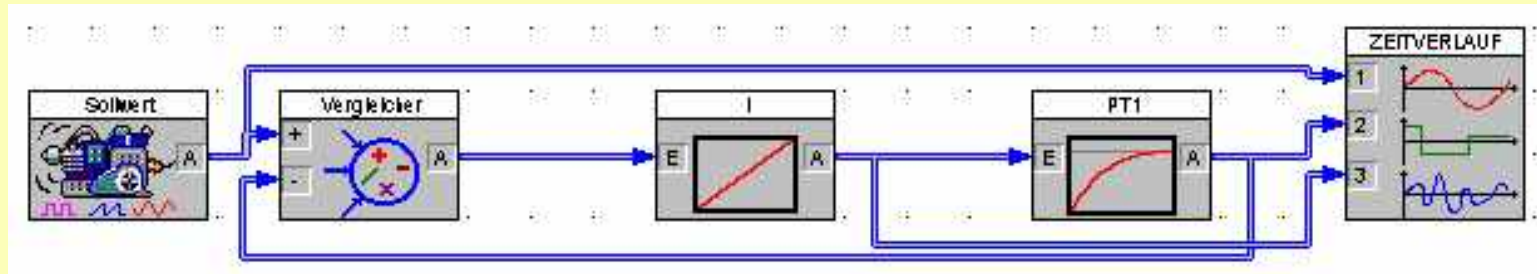 ZEITVERLAUF
Sollwert
Vergleicher
I
PT1
1
A
+
A
E
A
E
A
2
-
3